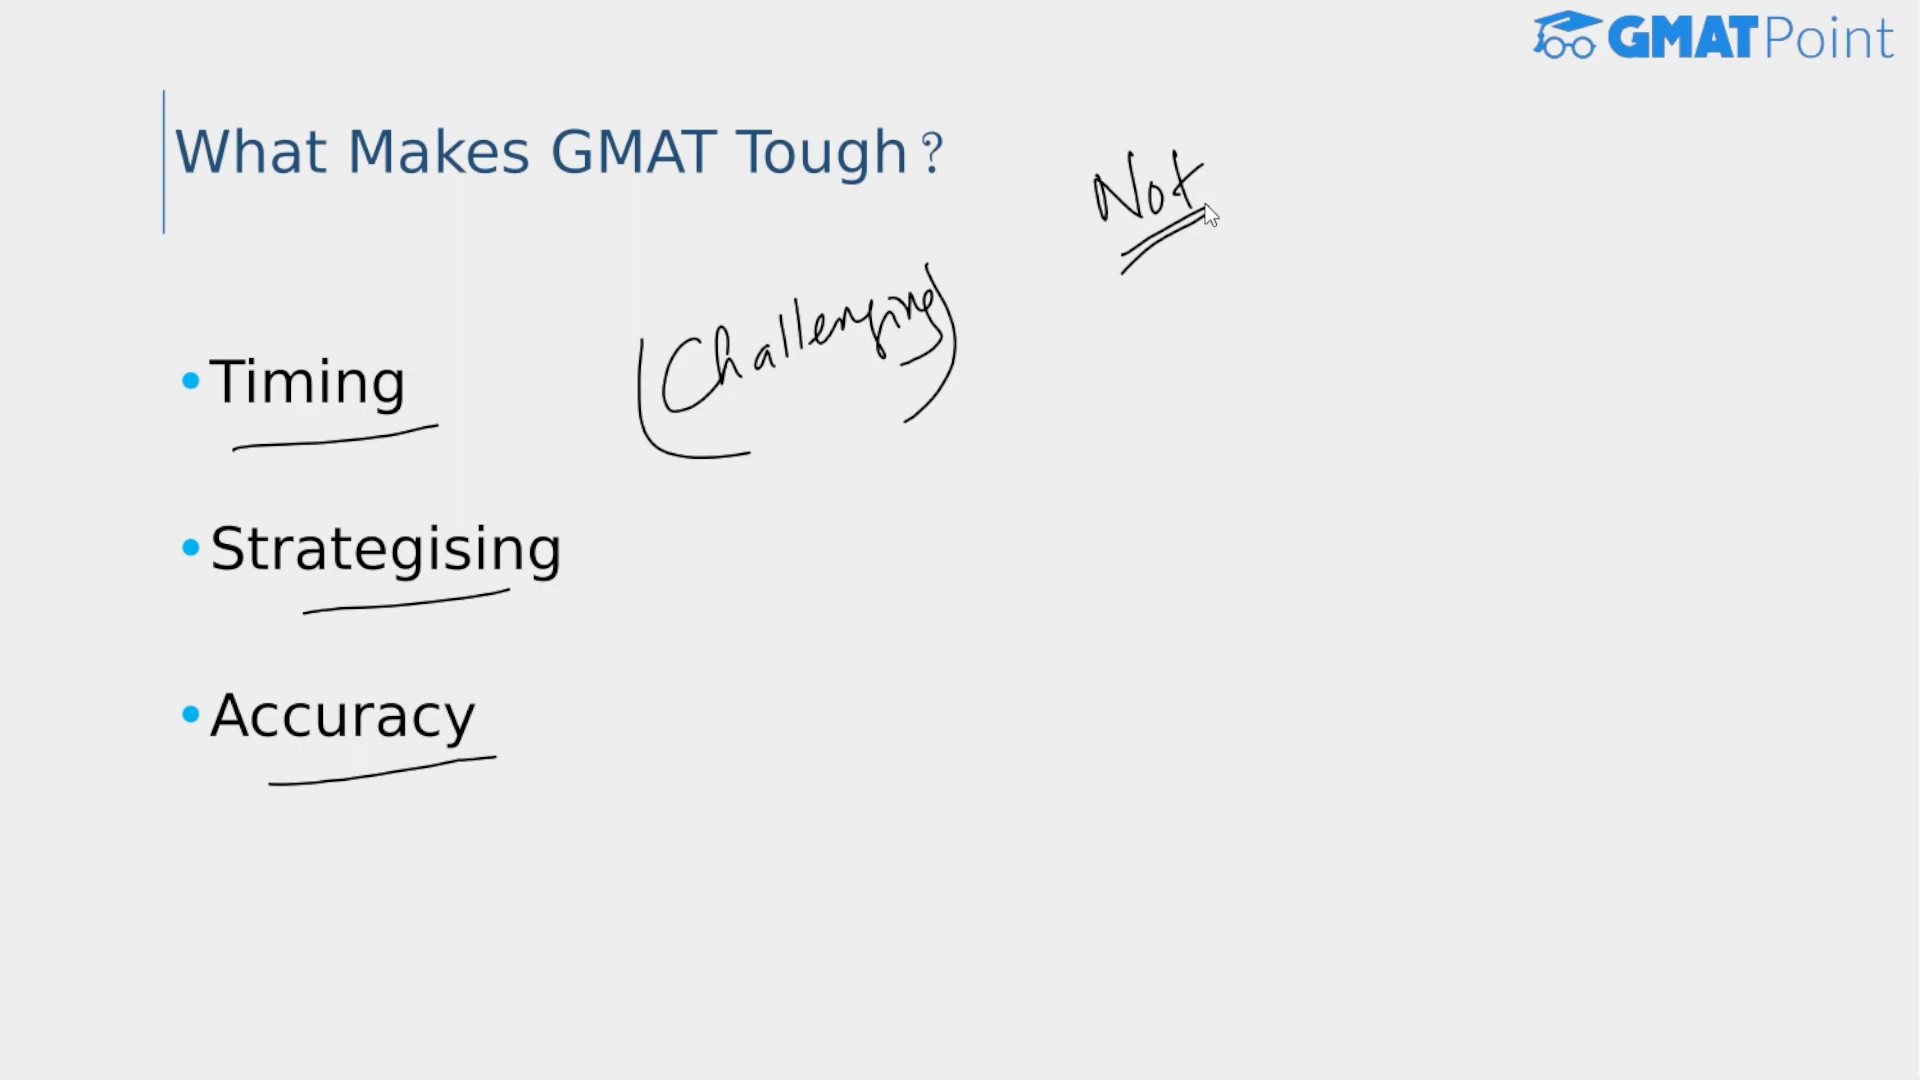 GMATPoint
What Makes GMAT Tough?
Not
(Challenging)
•Timing
•Strategising
•Accuracy